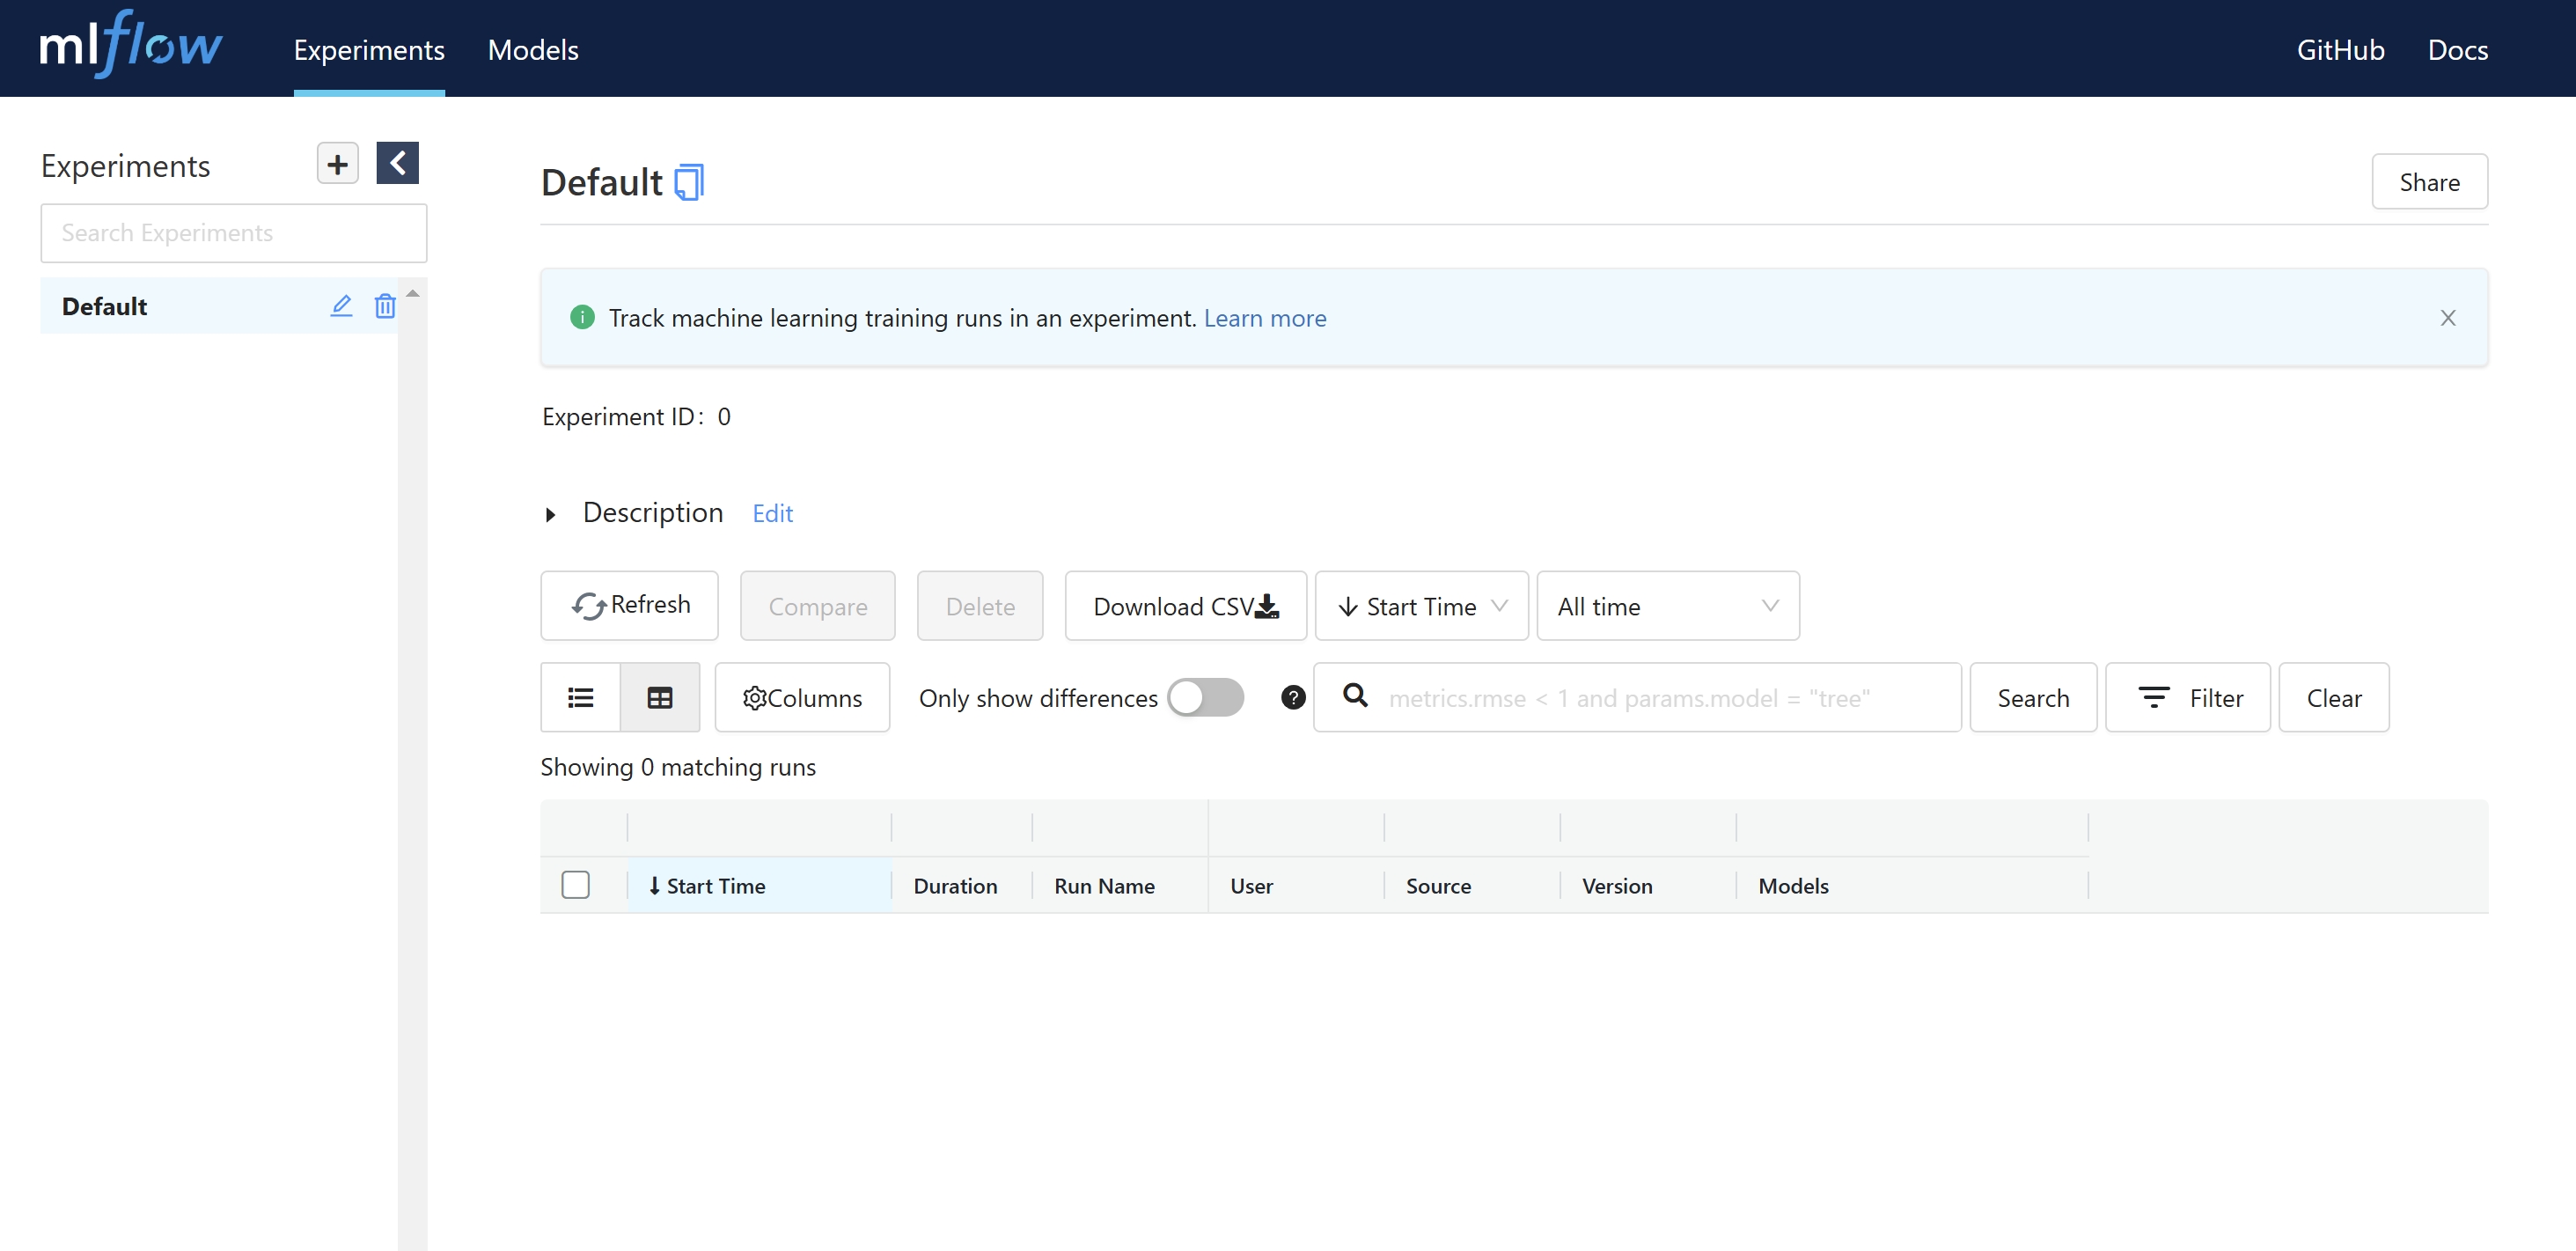 mlflow Experiments Models GitHub Docs
Experiments
Search Experiments
Default
Default
Share
Track machine learning training runs in an experiment. Learn more
Experiment ID: 0
Description Edit
Refresh Compare Delete Download CSV Start Time All time
Columns Only show differences metrics.rmse < 1 and params.model = "tree" Search Filter Clear
Showing 0 matching runs
Start Time Duration Run Name User Source Version Models